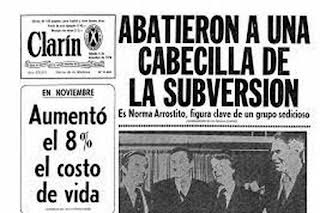 Clarín
EN NOVIEMBRE
Aumentó
el 8%
el costo
de vida
ABATIERON A UNA
CABECILLA DE
LA SUBVERSION
Es Norma Arrostito, figura clave de un grupo sedicioso